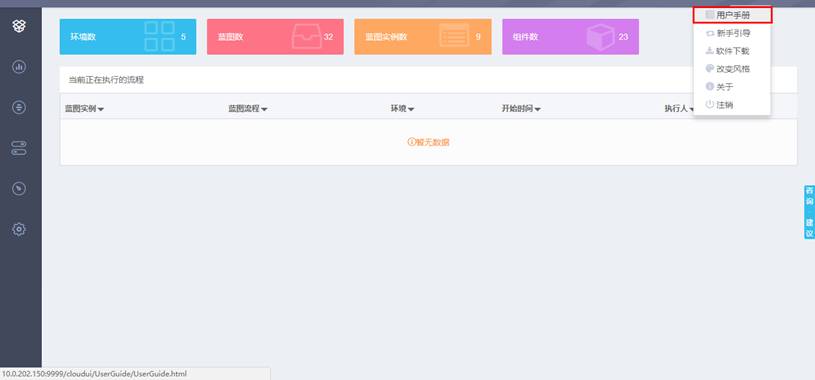 环境数 5
蓝图数 32
蓝图实例数 9
组件数 23
用户手册
新手引导
软件下载
改变风格
关于
注销
当前正在执行的流程
蓝图实例 蓝图流程 环境 开始时间 执行人
暂无数据
咨询 · 建议
10.0.202.150:9999/cloudui/UserGuide/UserGuide.html